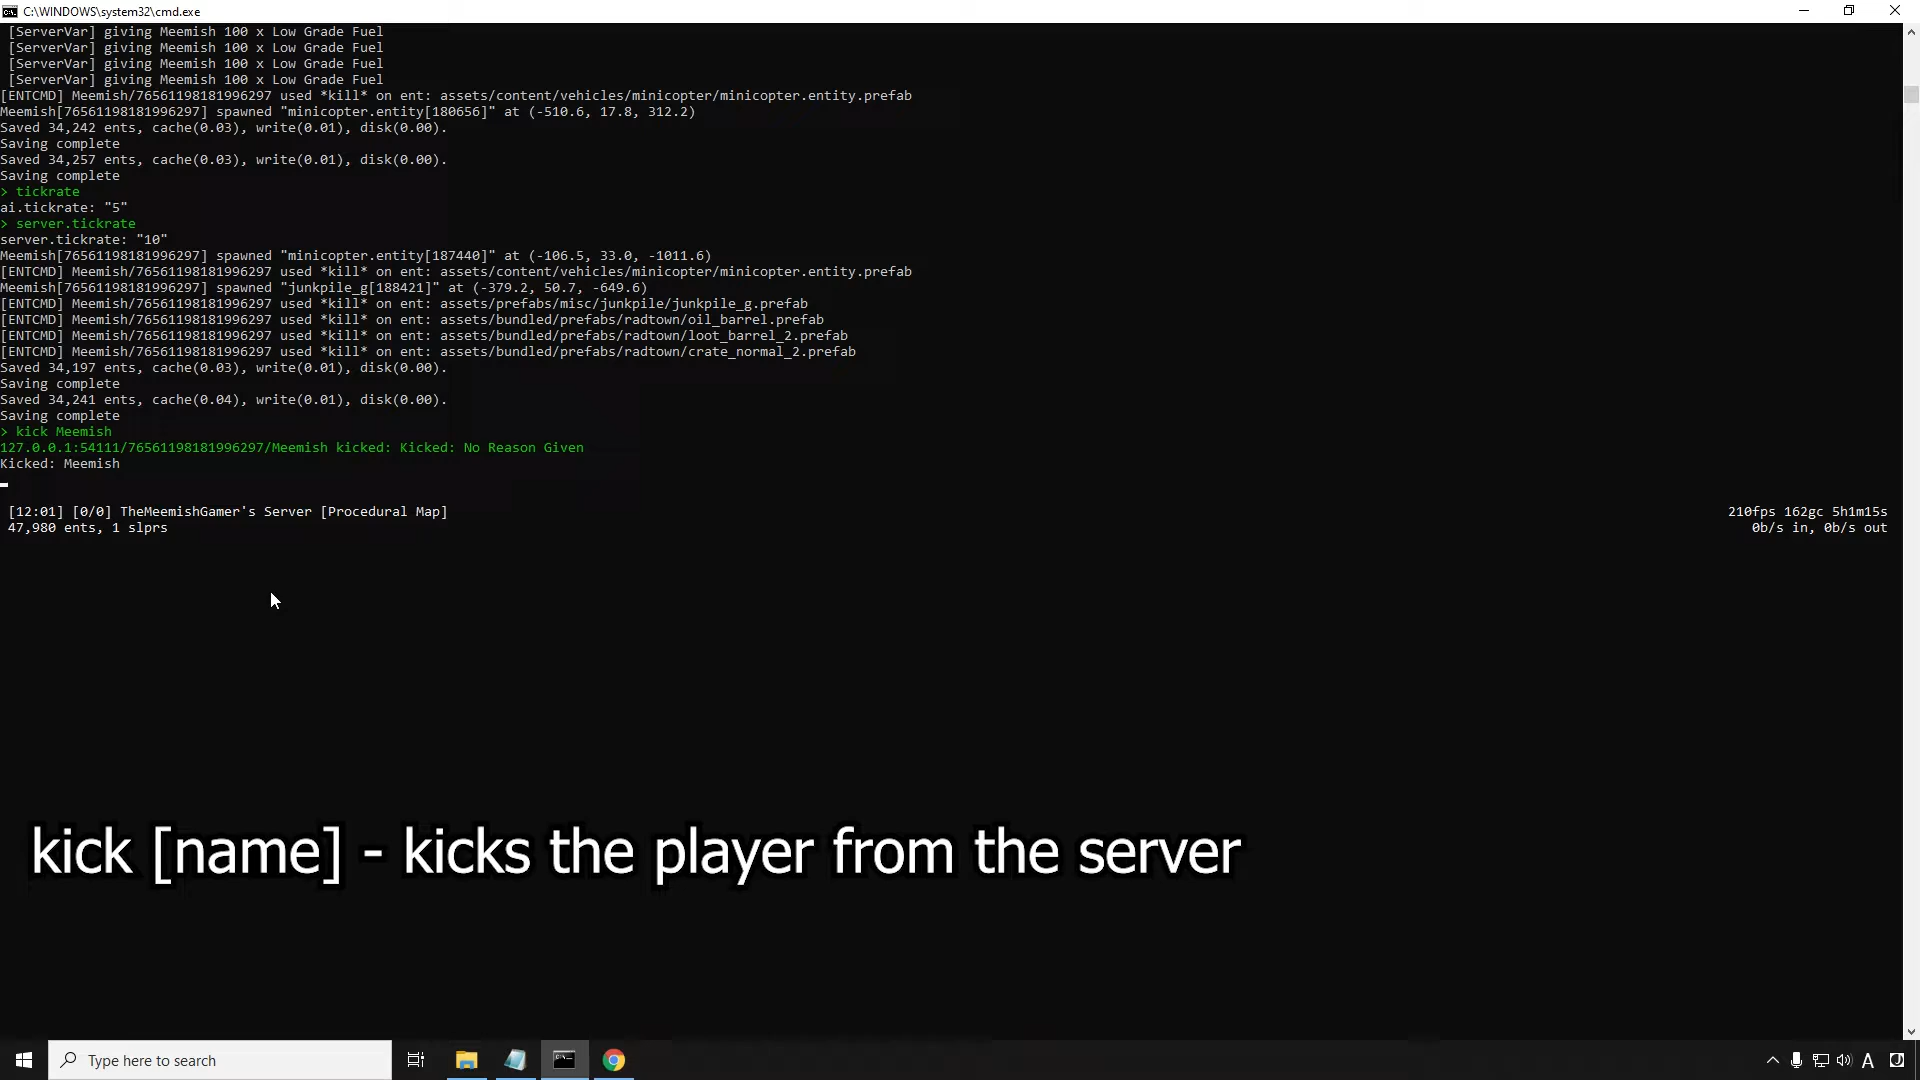 C:\WINDOWS\system32\cmd.exe
[ServerVar] giving Meemish 100 x Low Grade Fuel
[ServerVar] giving Meemish 100 x Low Grade Fuel
[ServerVar] giving Meemish 100 x Low Grade Fuel
[ServerVar] giving Meemish 100 x Low Grade Fuel
[ENTCMD] Meemish/76561198181996297 used *kill* on ent: assets/content/vehicles/minicopter/minicopter.entity.prefab
Meemish[76561198181996297] spawned "minicopter.entity[180656]" at (-510.6, 17.8, 312.2)
Saved 34,242 ents, cache(0.03), write(0.01), disk(0.00).
Saving complete
Saved 34,257 ents, cache(0.03), write(0.01), disk(0.00).
Saving complete
> tickrate
ai.tickrate: "5"
> server.tickrate
server.tickrate: "10"
Meemish[76561198181996297] spawned "minicopter.entity[187440]" at (-106.5, 33.0, -1011.6)
[ENTCMD] Meemish/76561198181996297 used *kill* on ent: assets/content/vehicles/minicopter/minicopter.entity.prefab
Meemish[76561198181996297] spawned "junkpile_g[188421]" at (-379.2, 50.7, -649.6)
[ENTCMD] Meemish/76561198181996297 used *kill* on ent: assets/prefabs/misc/junkpile/junkpile_g.prefab
[ENTCMD] Meemish/76561198181996297 used *kill* on ent: assets/bundled/prefabs/radtown/oil_barrel.prefab
[ENTCMD] Meemish/76561198181996297 used *kill* on ent: assets/bundled/prefabs/radtown/loot_barrel_2.prefab
[ENTCMD] Meemish/76561198181996297 used *kill* on ent: assets/bundled/prefabs/radtown/crate_normal_2.prefab
Saved 34,197 ents, cache(0.03), write(0.01), disk(0.00).
Saving complete
Saved 34,241 ents, cache(0.04), write(0.01), disk(0.00).
Saving complete
> kick Meemish
127.0.0.1:54111/76561198181996297/Meemish kicked: Kicked: No Reason Given
Kicked: Meemish
[12:01] [0/0] TheMeemishGamer's Server [Procedural Map] 210fps 162gc 5h1m15s
47,980 ents, 1 slprs 0b/s in, 0b/s out
kick [name] - kicks the player from the server
Type here to search
A